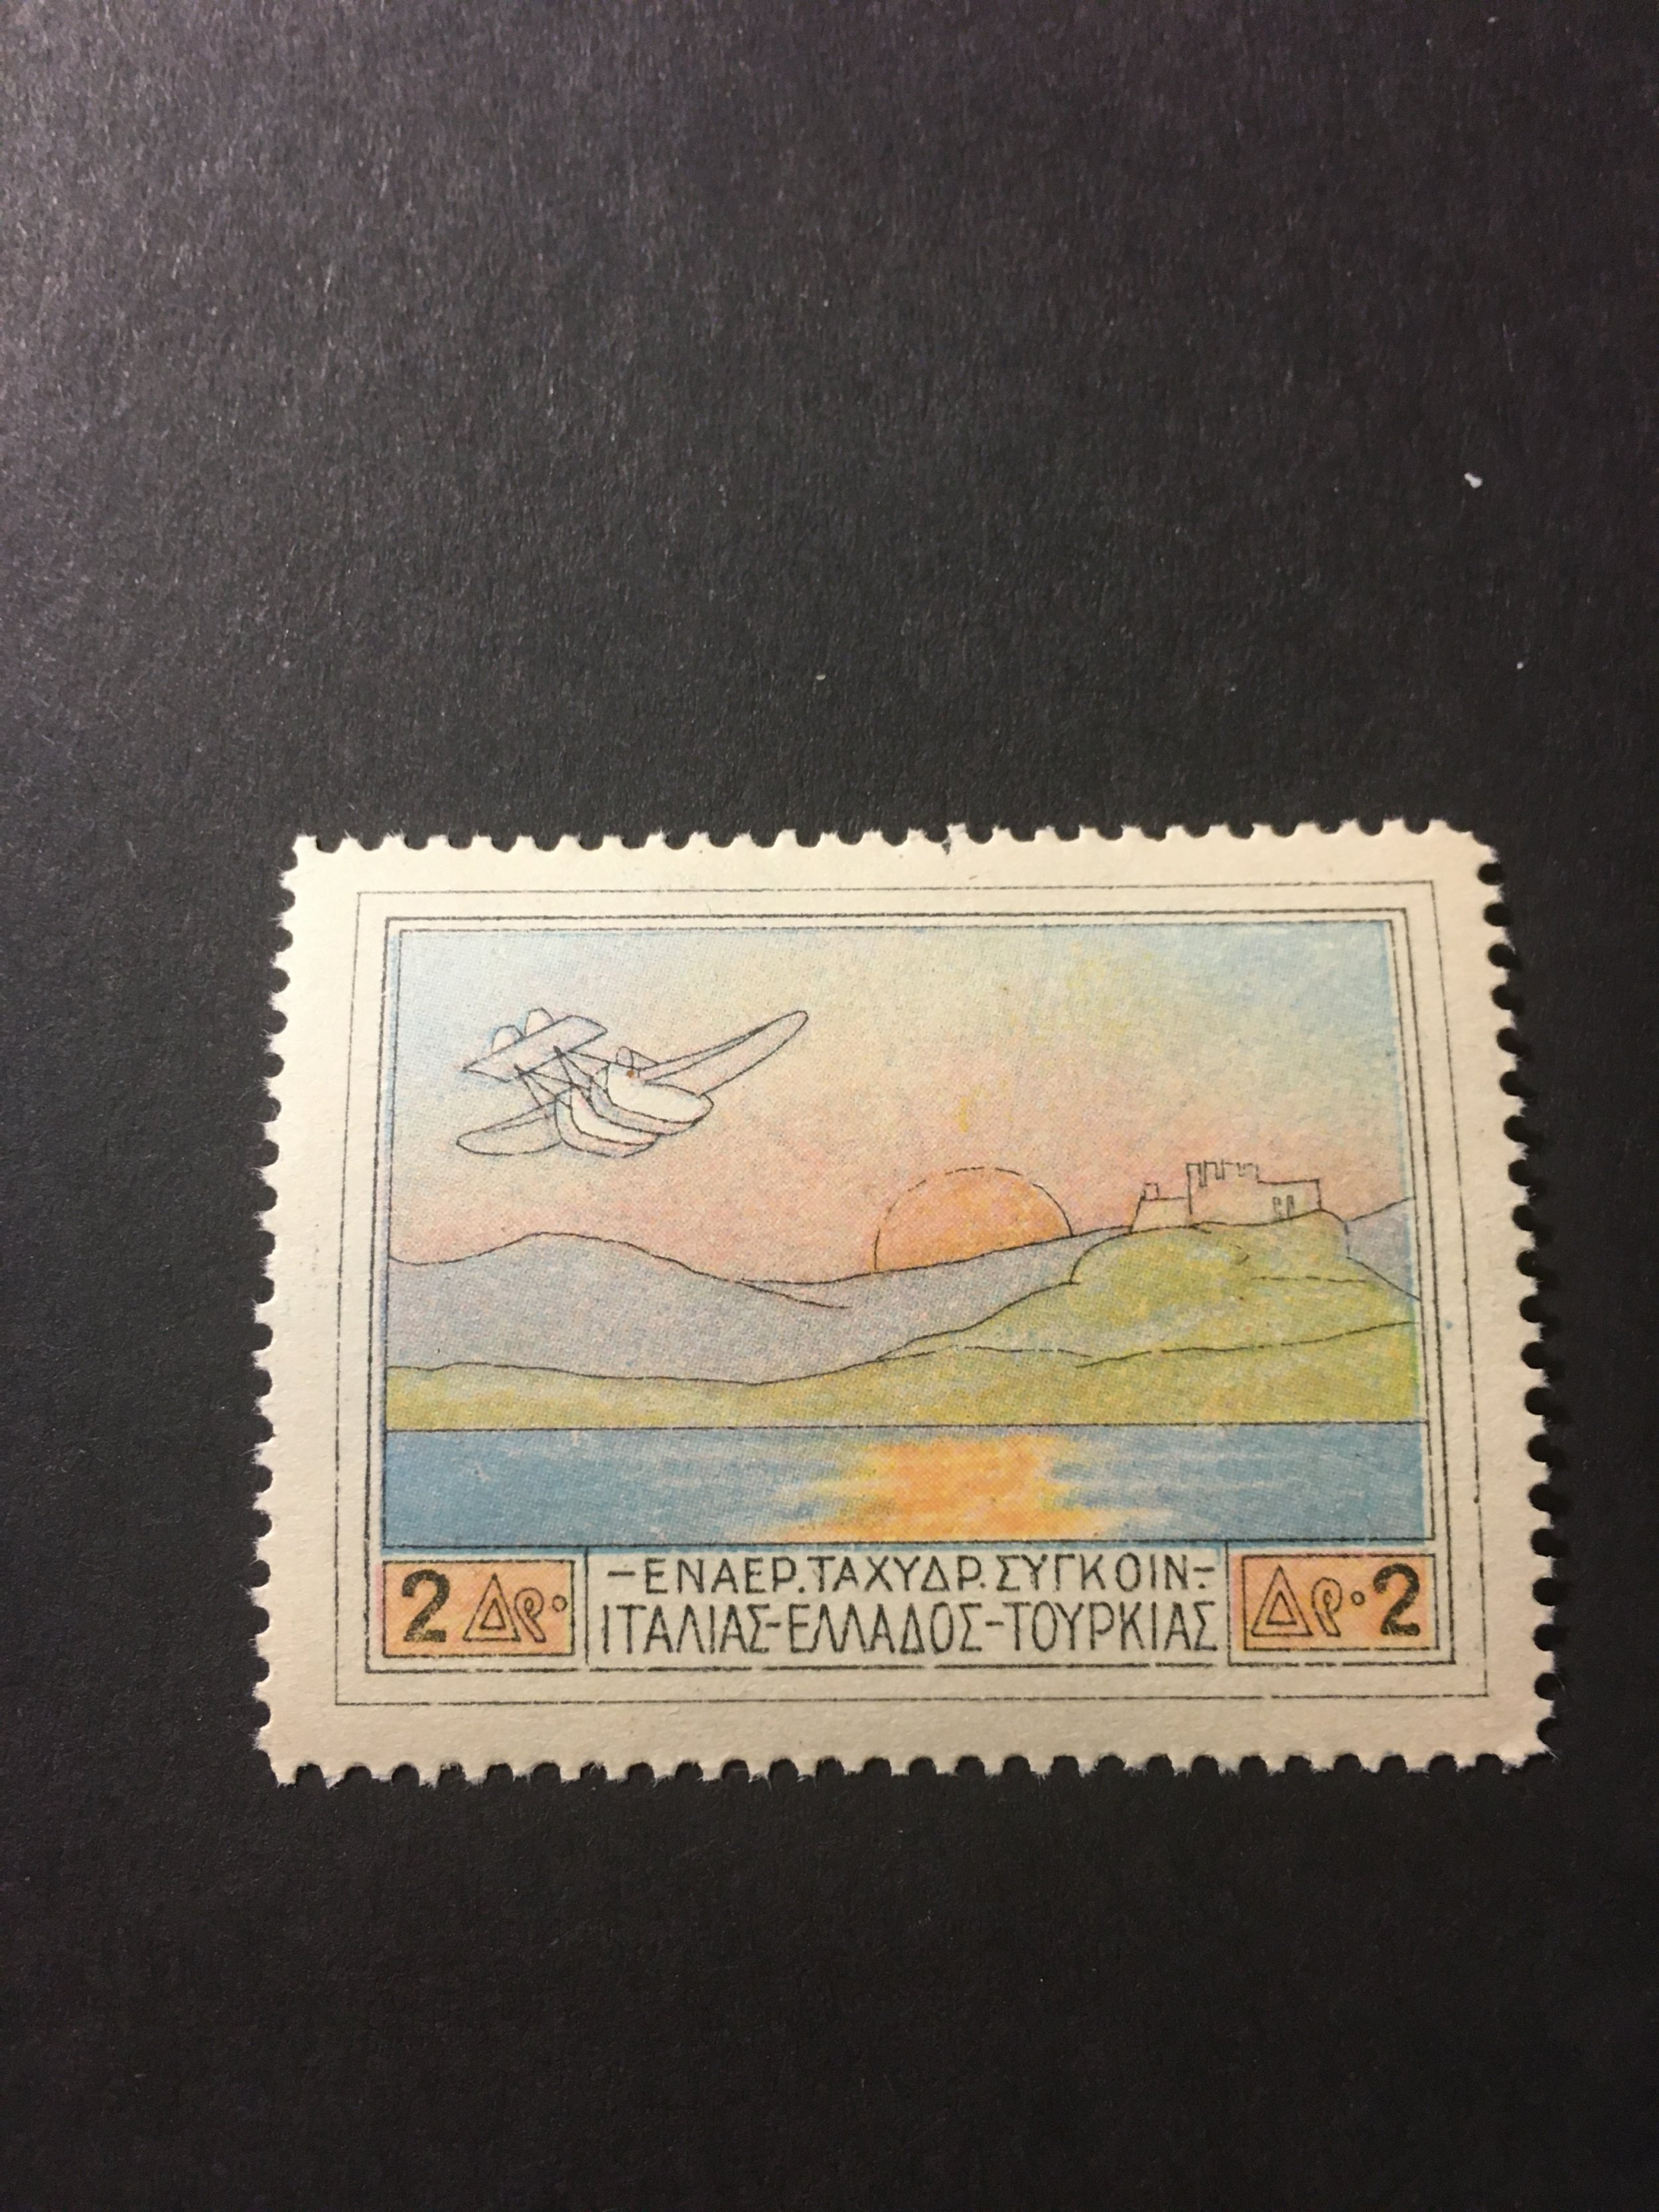 —ΕΝΑΕΡ.ΤΑΧΥΔΡ.ΣΥΓΚΟΙΝ—
2 Δρ. ΙΤΑΛΙΑΣ-ΕΛΛΑΔΟΣ-ΤΟΥΡΚΙΑΣ Δρ. 2